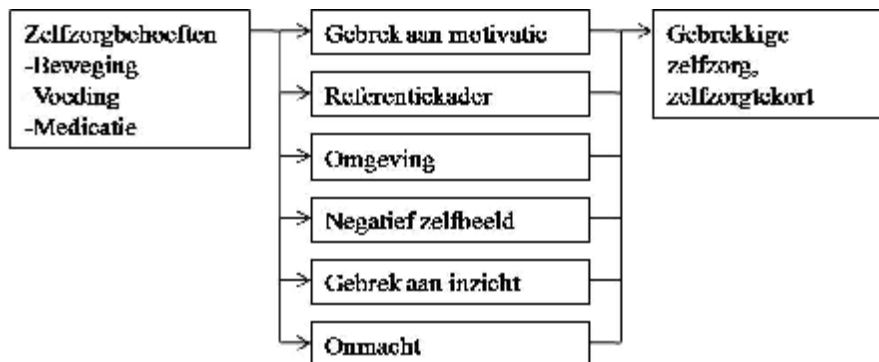 Zelfzorgbehoeften
-Beweging
-Voeding
-Medicatie
Gebrek aan motivatie
Referentiekader
Omgeving
Negatief zelfbeeld
Gebrek aan inzicht
Onmacht
Gebrekkige
zelfzorg,
zelfzorgtekort